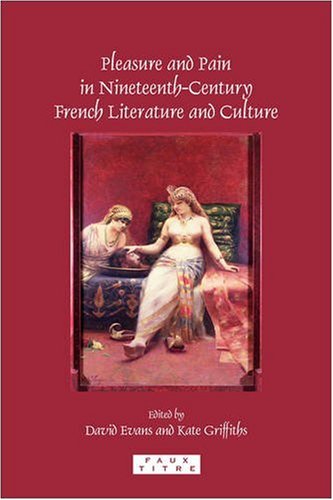 Pleasure and Pain
in Nineteenth-Century
French Literature and Culture
Edited by
David Evans and Kate Griffiths
FAUX
TITRE